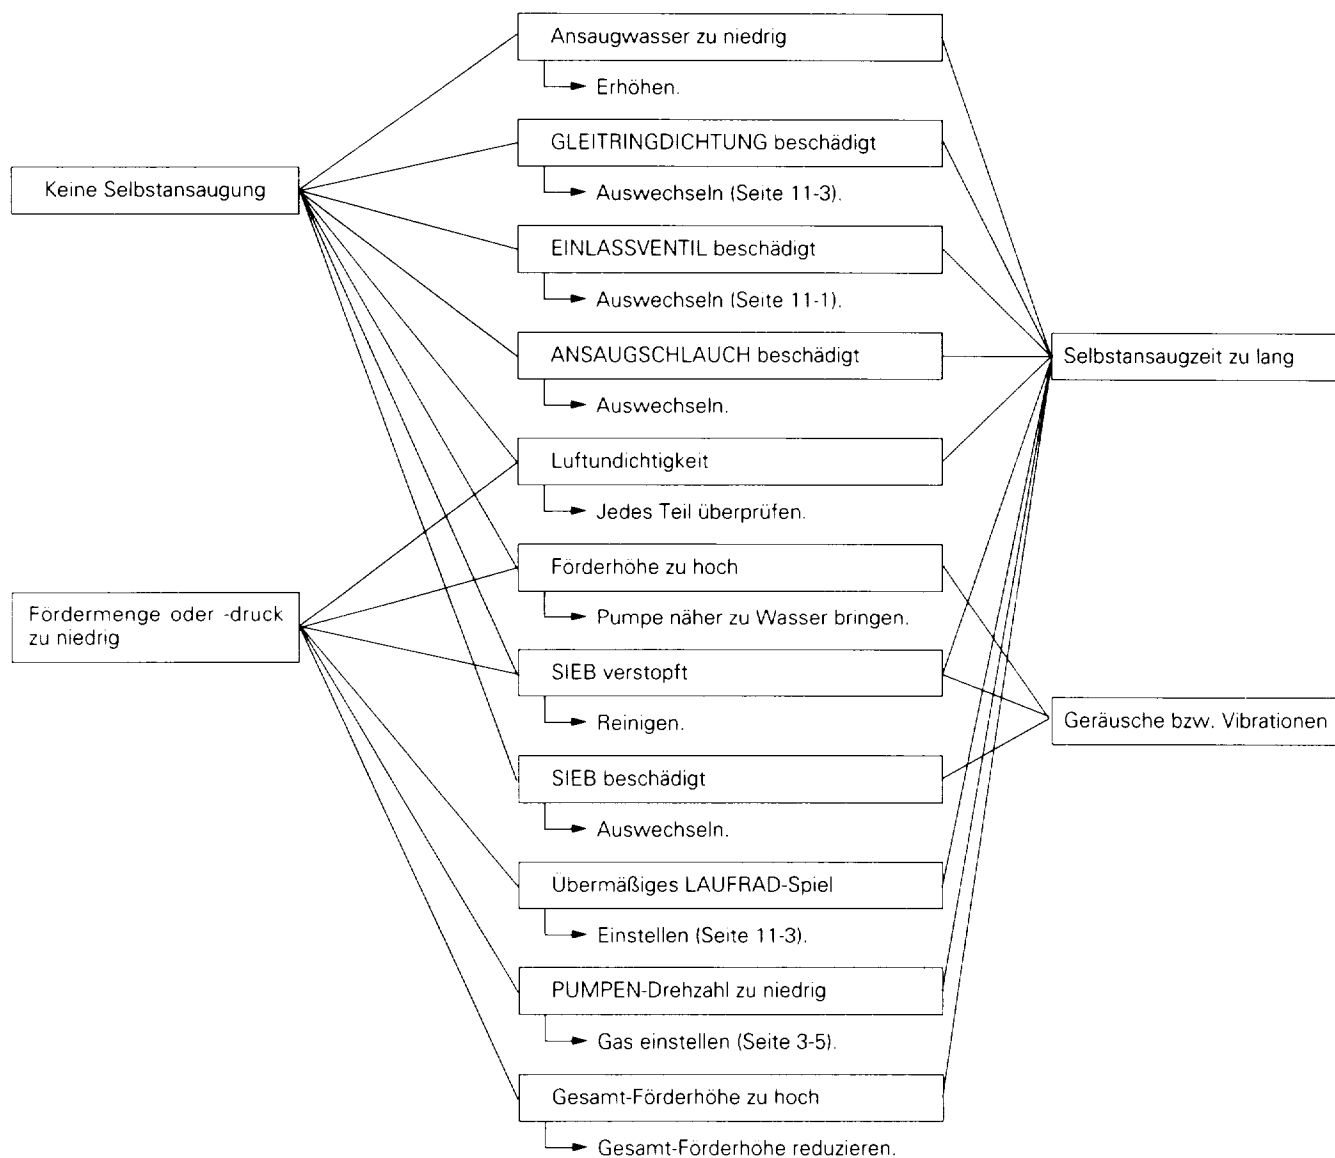 Keine Selbstansaugung
Fördermenge oder -druck
zu niedrig
Ansaugwasser zu niedrig
Erhöhen.
GLEITRINGDICHTUNG beschädigt
Auswechseln (Seite 11-3).
EINLASSVENTIL beschädigt
Auswechseln (Seite 11-1).
ANSAUGSCHLAUCH beschädigt
Auswechseln.
Luftundichtigkeit
Jedes Teil überprüfen.
Förderhöhe zu hoch
Pumpe näher zu Wasser bringen.
SIEB verstopft
Reinigen.
SIEB beschädigt
Auswechseln.
Übermäßiges LAUFRAD-Spiel
Einstellen (Seite 11-3).
PUMPEN-Drehzahl zu niedrig
Gas einstellen (Seite 3-5).
Gesamt-Förderhöhe zu hoch
Gesamt-Förderhöhe reduzieren.
Selbstansaugzeit zu lang
Geräusche bzw. Vibrationen